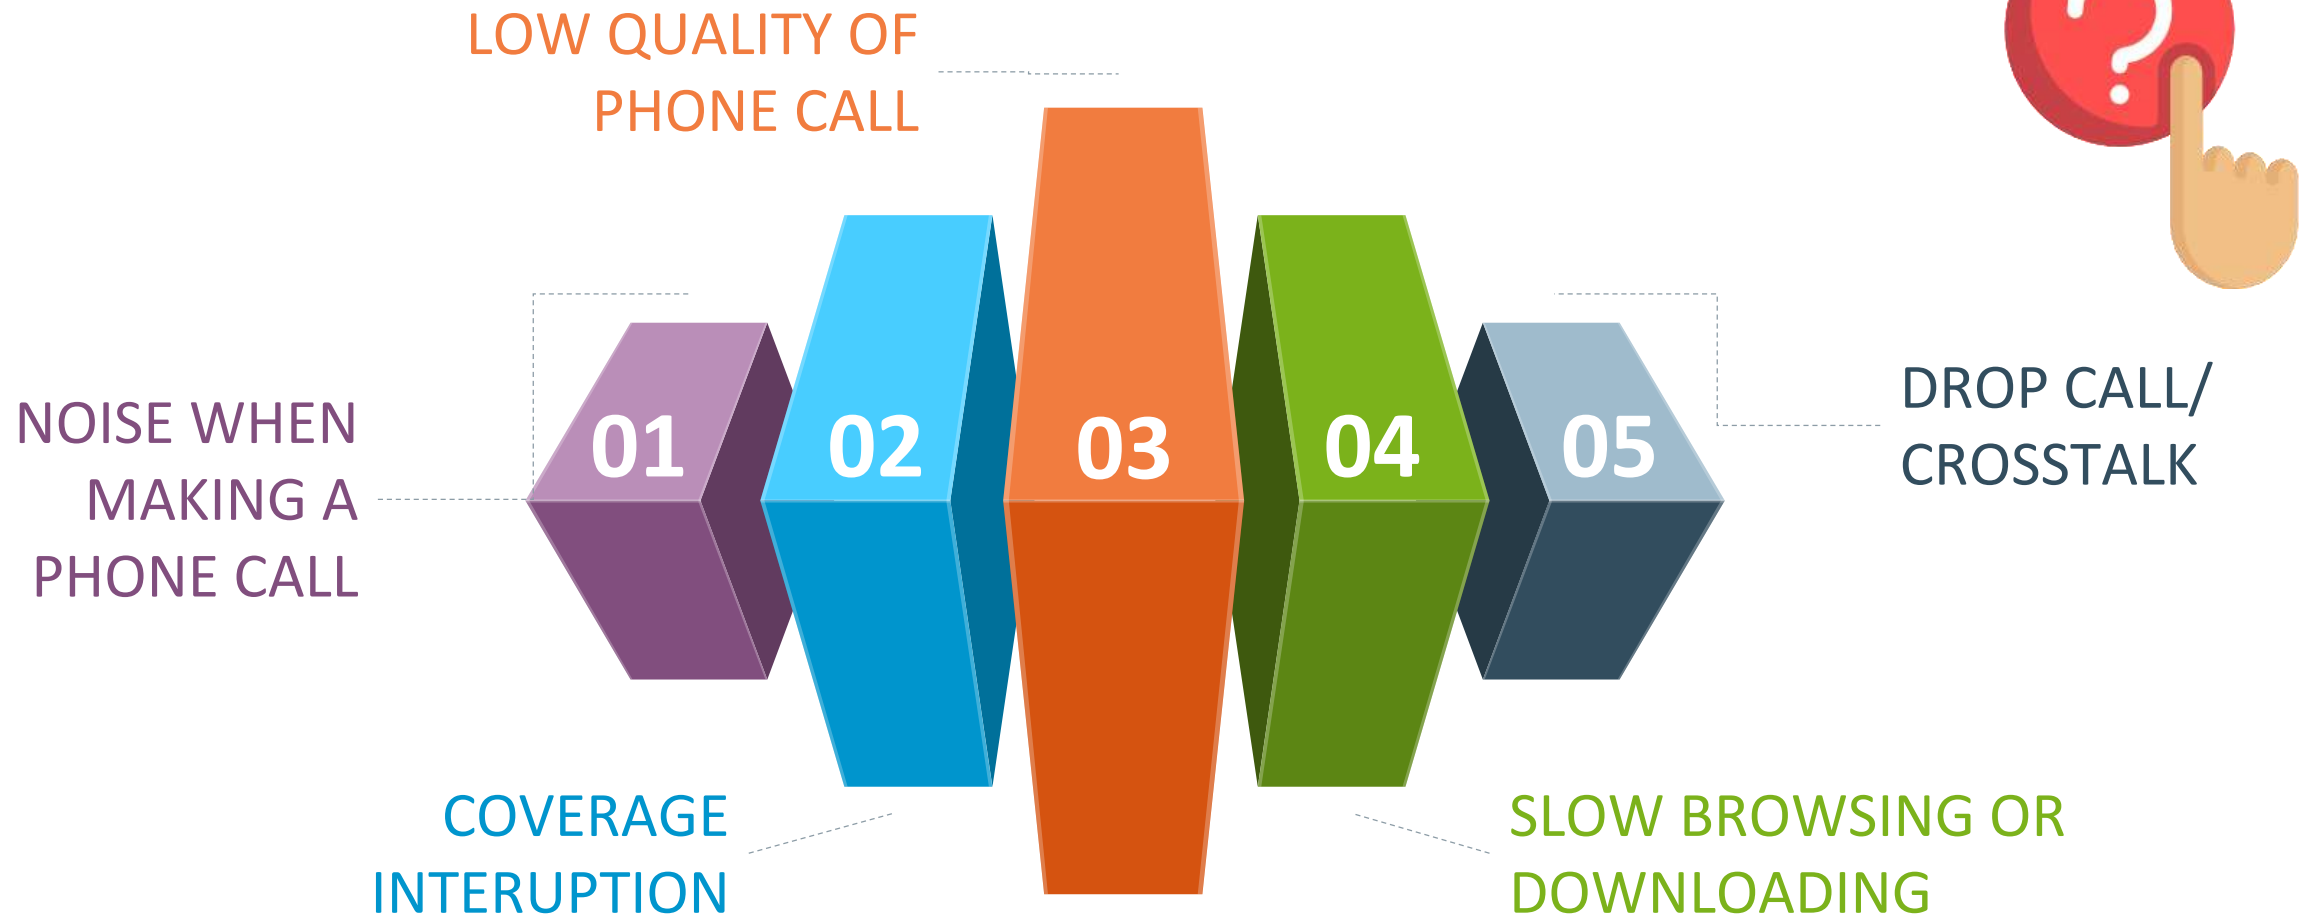 LOW QUALITY OF
PHONE CALL
?
NOISE WHEN
MAKING A
PHONE CALL
01
02
03
04
05
DROP CALL/
CROSSTALK
COVERAGE
INTERUPTION
SLOW BROWSING OR
DOWNLOADING